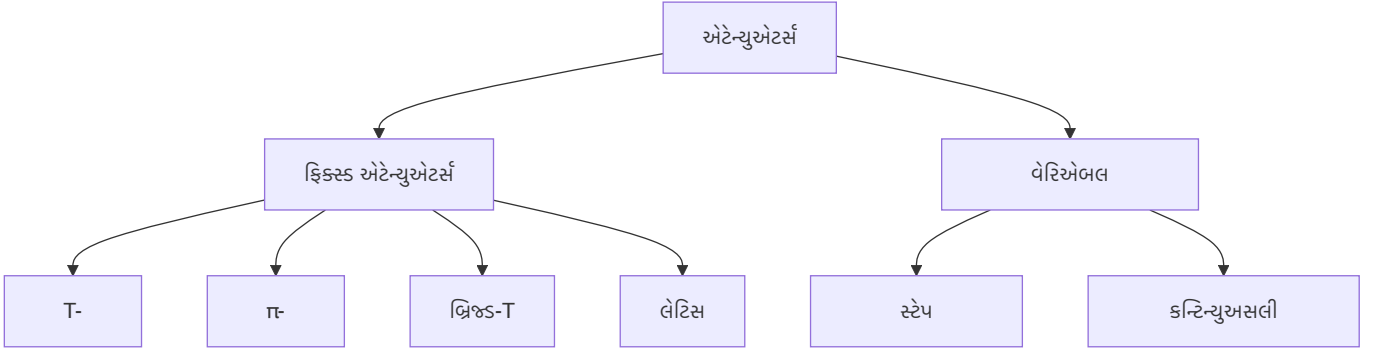 એટેન્યુએટર્સ
ફિક્સ્ડ એટેન્યુએટર્સ
વેરિએબલ
T-
π-
બ્રિજ્ડ-T
લેટિસ
સ્ટેપ
કન્ટિન્યુઅસલી